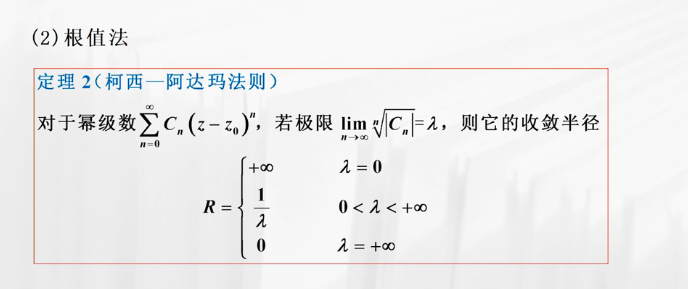 (2)根值法
定理 2(柯西—阿达玛法则)
对于幂级数$\sum_{n=0}^{\infty} C_n (z-z_0)^n$，若极限 $\lim_{n\to\infty} \sqrt[n]{|C_n|}=\lambda$，则它的收敛半径
$R=\begin{cases} +\infty & \lambda=0 \\ \dfrac{1}{\lambda} & 0<\lambda<+\infty \\ 0 & \lambda=+\infty \end{cases}$